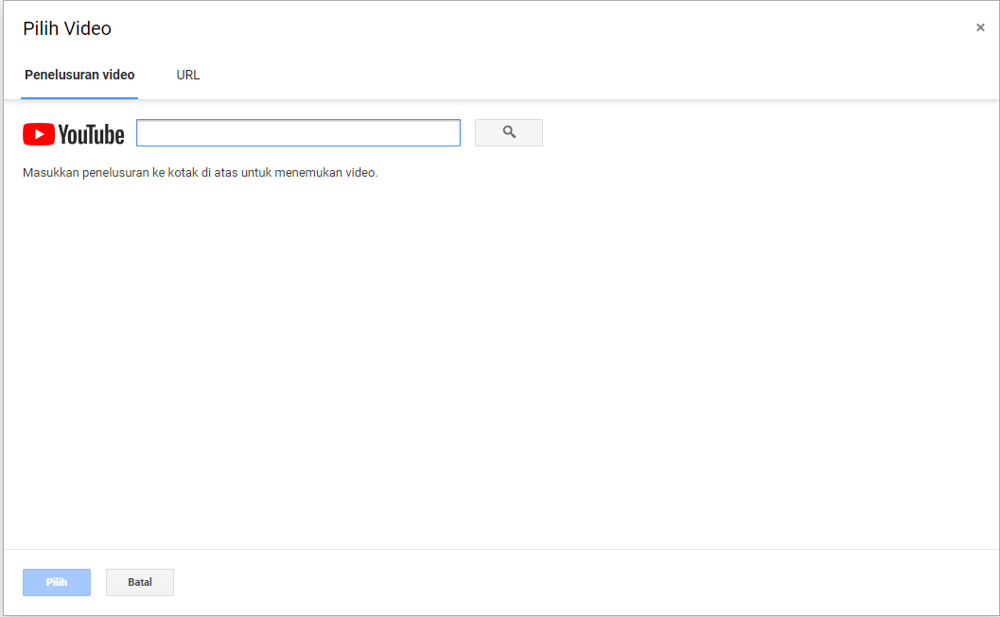 Pilih Video
Penelusuran video
URL
YouTube
Masukkan penelusuran ke kotak di atas untuk menemukan video.
Pilih
Batal